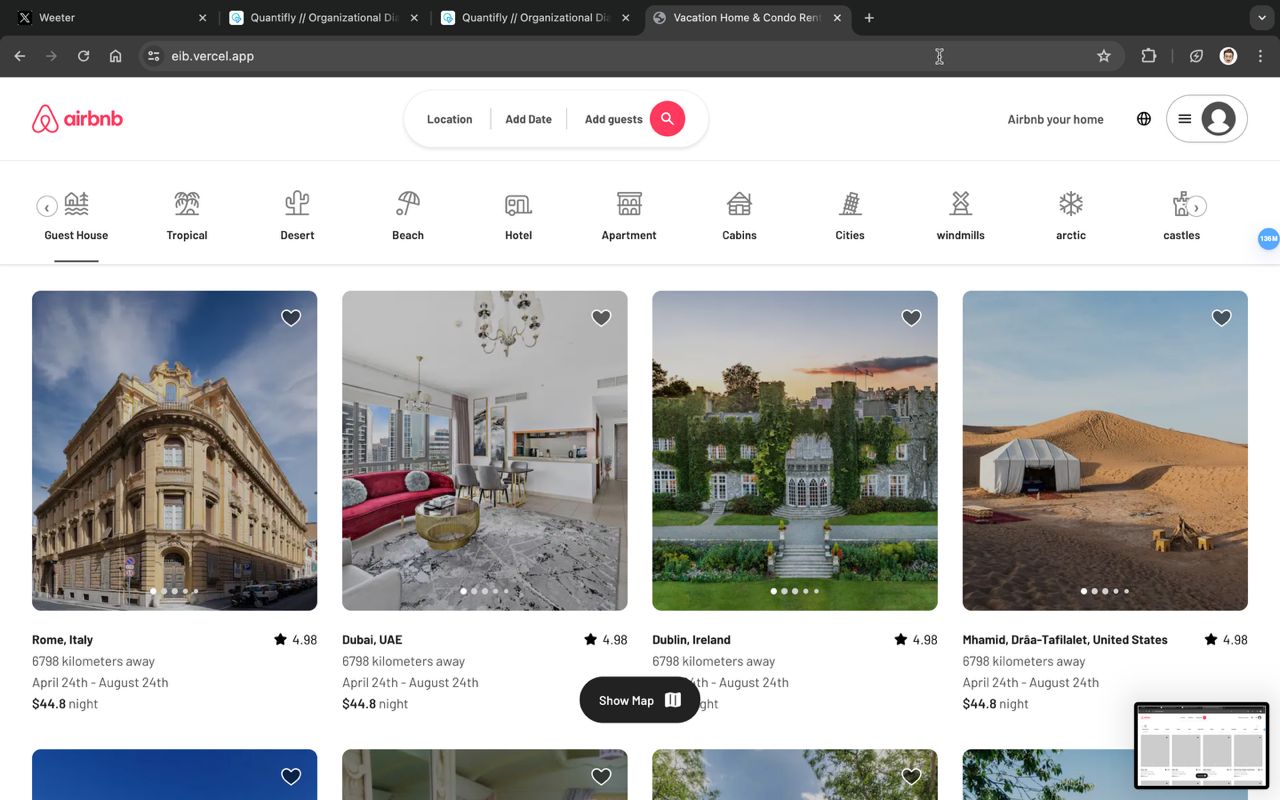 Weeter
Quantifly // Organizational Di
Quantifly // Organizational Di
Vacation Home & Condo Ren
eib.vercel.app
airbnb
Location
Add Date
Add guests
Airbnb your home
Guest House
Tropical
Desert
Beach
Hotel
Apartment
Cabins
Cities
windmills
arctic
castles
136M
Rome, Italy
4.98
6798 kilometers away
April 24th - August 24th
$44.8 night
Dubai, UAE
4.98
6798 kilometers away
April 24th - August 24th
$44.8 night
Dublin, Ireland
4.98
6798 kilometers away
th - August 24th
ght
Mhamid, Drâa-Tafilalet, United States
4.98
6798 kilometers away
April 24th - August 24th
$44.8 night
Show Map